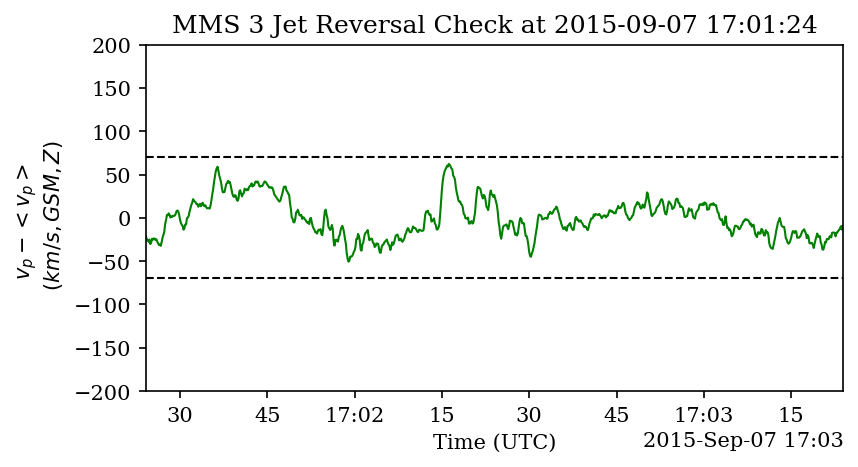 MMS 3 Jet Reversal Check at 2015-09-07 17:01:24
v_p − < v_p >
(km/s, GSM, Z)
200
150
100
50
0
−50
−100
−150
−200
30 45 17:02 15 30 45 17:03 15
Time (UTC)
2015-Sep-07 17:03